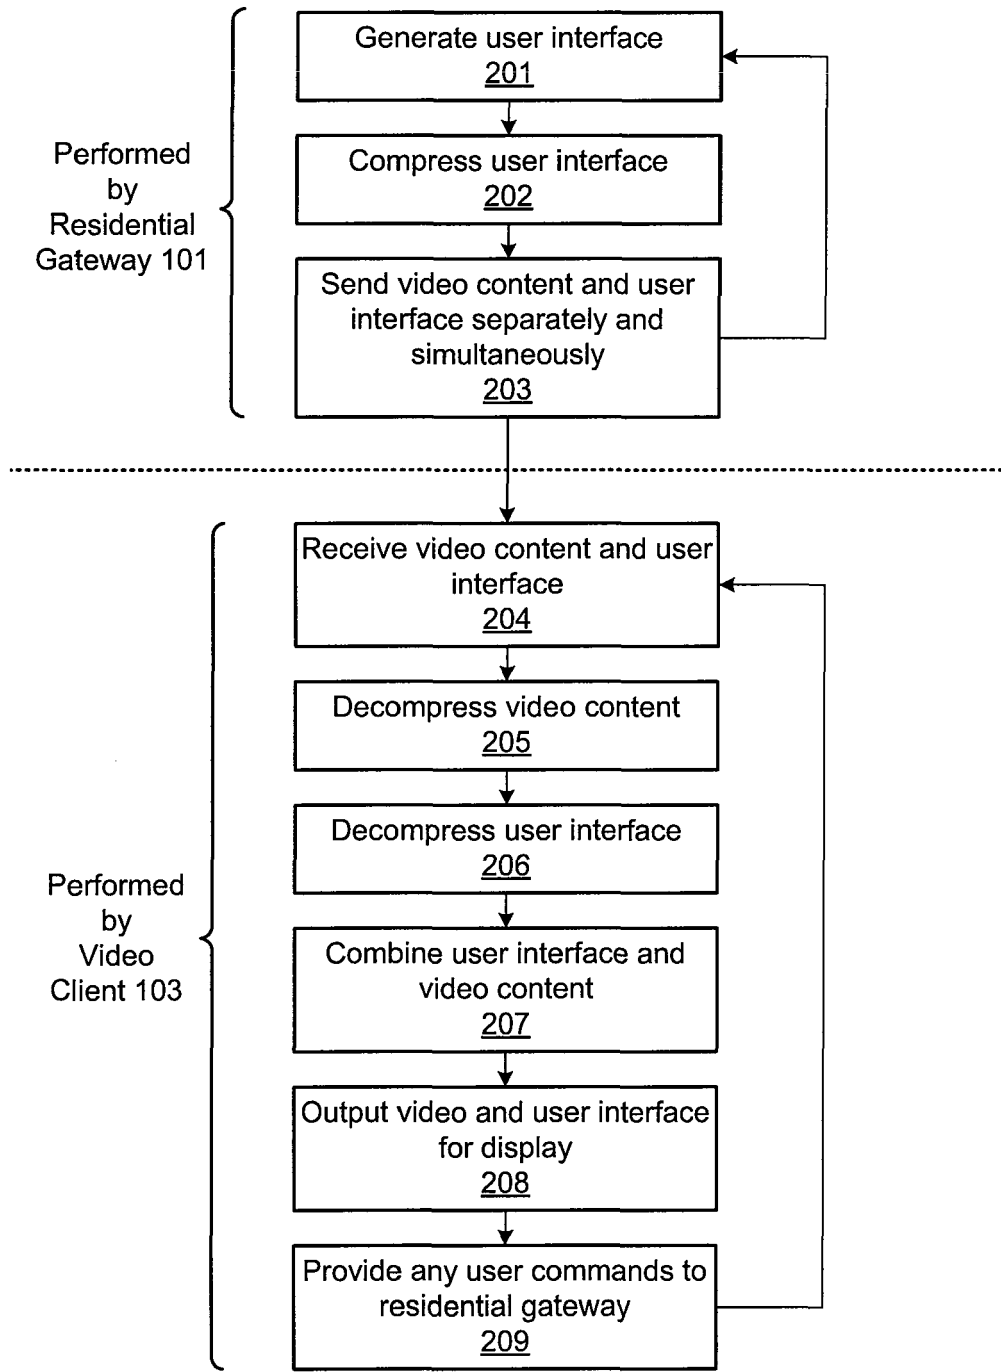 Generate user interface
201
Compress user interface
202
Performed
by
Residential
Gateway 101
Send video content and user
interface separately and
simultaneously
203
Receive video content and user
interface
204
Decompress video content
205
Decompress user interface
206
Performed
by
Video
Client 103
Combine user interface and
video content
207
Output video and user interface
for display
208
Provide any user commands to
residential gateway
209